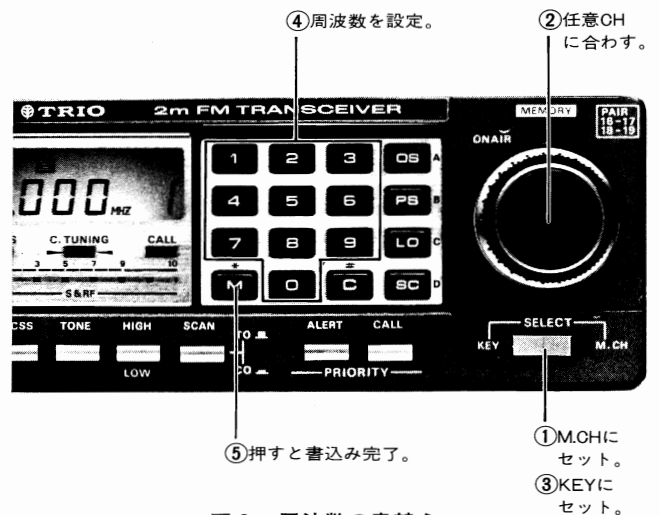 ④周波数を設定。
②任意CH
に合わす。
TRIO 2m FM TRANSCEIVER
MEMORY
PAIR
16-17
18-19
ON AIR
1 2 3 OS A
000 MHZ 1
4 5 6 PS B
7 8 9 LO C
C. TUNING CALL
3 5 7 9 10
* #
M 0 C SC D
S&RF
CSS TONE HIGH SCAN ALERT CALL
LOW
PRIORITY
SELECT
KEY M.CH
①M.CHに
セット。
③KEYに
セット。
⑤押すと書込み完了。